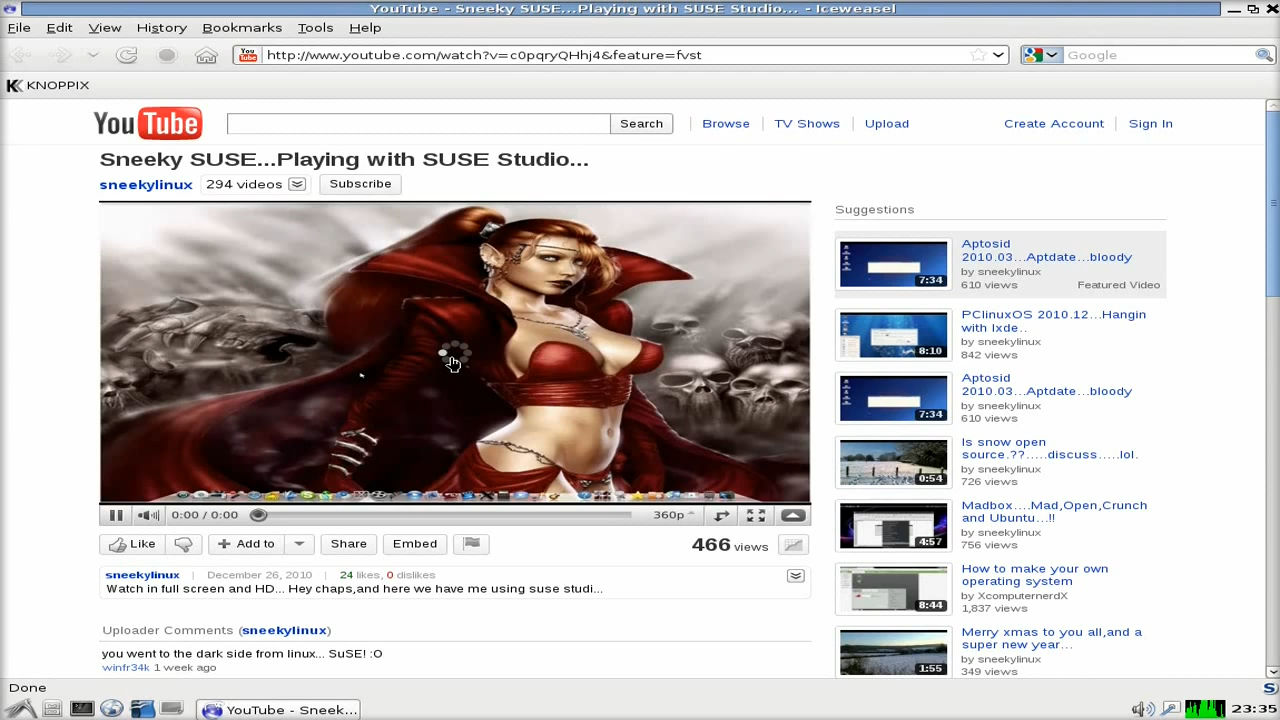 YouTube - Sneeky SUSE...Playing with SUSE Studio... - Iceweasel
File Edit View History Bookmarks Tools Help
http://www.youtube.com/watch?v=c0pqryQHhj4&feature=fvst
Google
KNOPPIX
YouTube
Search
Browse
TV Shows
Upload
Create Account
Sign In
Sneeky SUSE...Playing with SUSE Studio...
sneekylinux 294 videos Subscribe
0:00 / 0:00
360p
Like
Add to
Share
Embed
466 views
sneekylinux | December 26, 2010 | 24 likes, 0 dislikes
Watch in full screen and HD... Hey chaps,and here we have me using suse studi...
Uploader Comments (sneekylinux)
you went to the dark side from linux... SuSE! :O
winfr34k 1 week ago
Suggestions
Aptosid
2010.03...Aptdate...bloody
by sneekylinux
610 views
Featured Video
7:34
PClinuxOS 2010.12...Hangin
with lxde..
by sneekylinux
842 views
8:10
Aptosid
2010.03...Aptdate...bloody
by sneekylinux
610 views
7:34
Is snow open
source.??.....discuss.....lol.
by sneekylinux
726 views
0:54
Madbox....Mad,Open,Crunch
and Ubuntu...!!
by sneekylinux
756 views
4:57
How to make your own
operating system
by XcomputernerdX
1,837 views
8:44
Merry xmas to you all,and a
super new year...
by sneekylinux
349 views
1:55
Done
S
YouTube - Sneek...
23:35